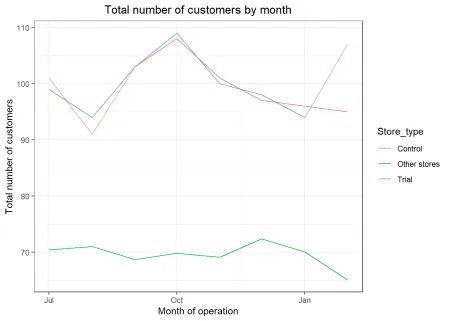 Total number of customers by month
Total number of customers
110
100
90
80
70
Jul
Oct
Jan
Month of operation
Store_type
Control
Other stores
Trial